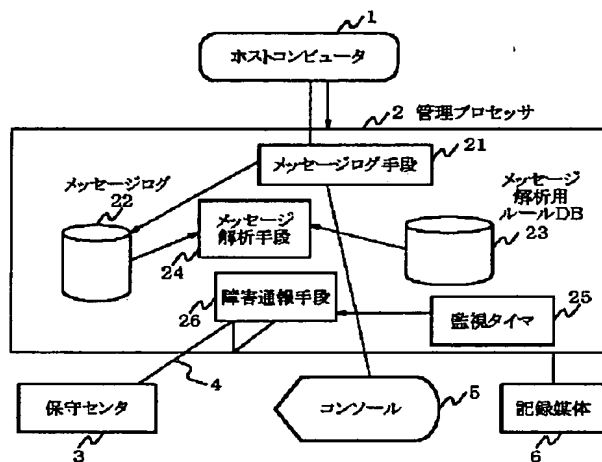 1
ホストコンピュータ
2 管理プロセッサ
21
メッセージログ手段
メッセージログ
22
メッセージ
解析手段
24
メッセージ
解析用
ルールDB
23
障害通報手段
26
25
監視タイマ
4
保守センタ
3
コンソール
5
記録媒体
6